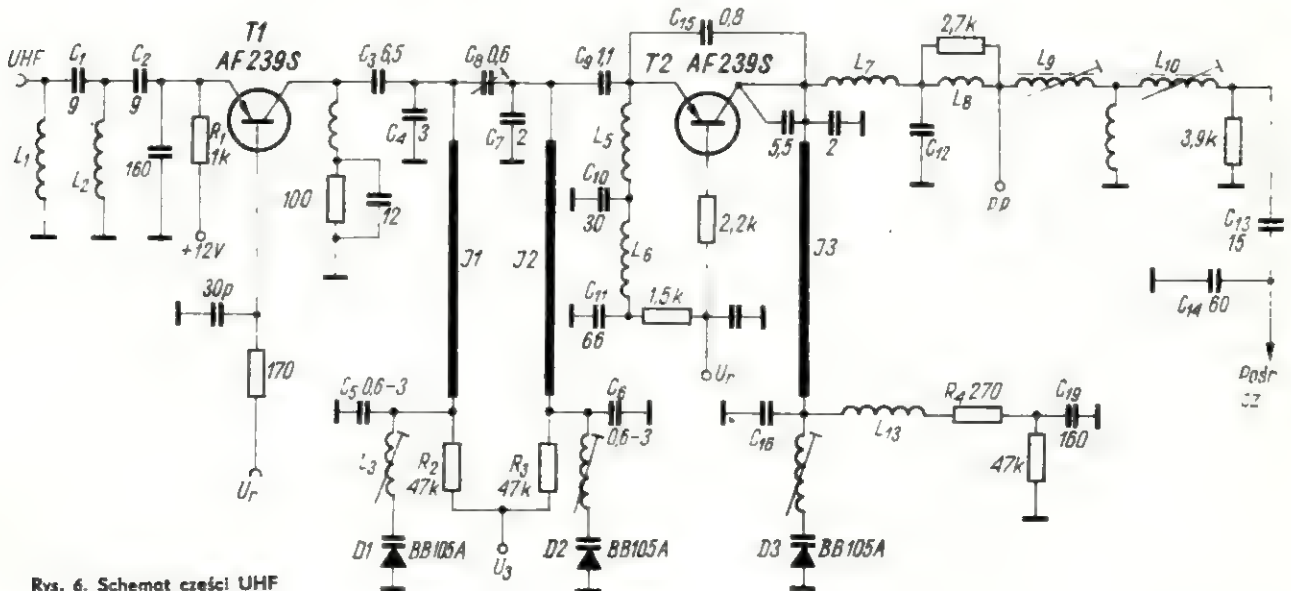 UHF
C1
9
C2
9
T1
AF239S
C3 6,5
C8 0,6
C9 1,1
C15 0,8
T2 AF239S
L7
2,7k
L8
L9
L10
L1
L2
160
R1
1k
+12V
100
12
C4 3
C7 2
L5
C10
30
L6
C11
66
1,5k
2,2k
5,5
2
C12
3,9k
C13
15
C14 60
Pośr
cz
30p
170
Ur
J1
J2
J3
Ur
C5 0,6-3
L3
R2
47k
R3
47k
C6
0,6-3
C16
L13
R4 270
C19
160
47k
D1 BB105A
U3
D2 BB105A
D3 BB105A
Rys. 6. Schemat części UHF